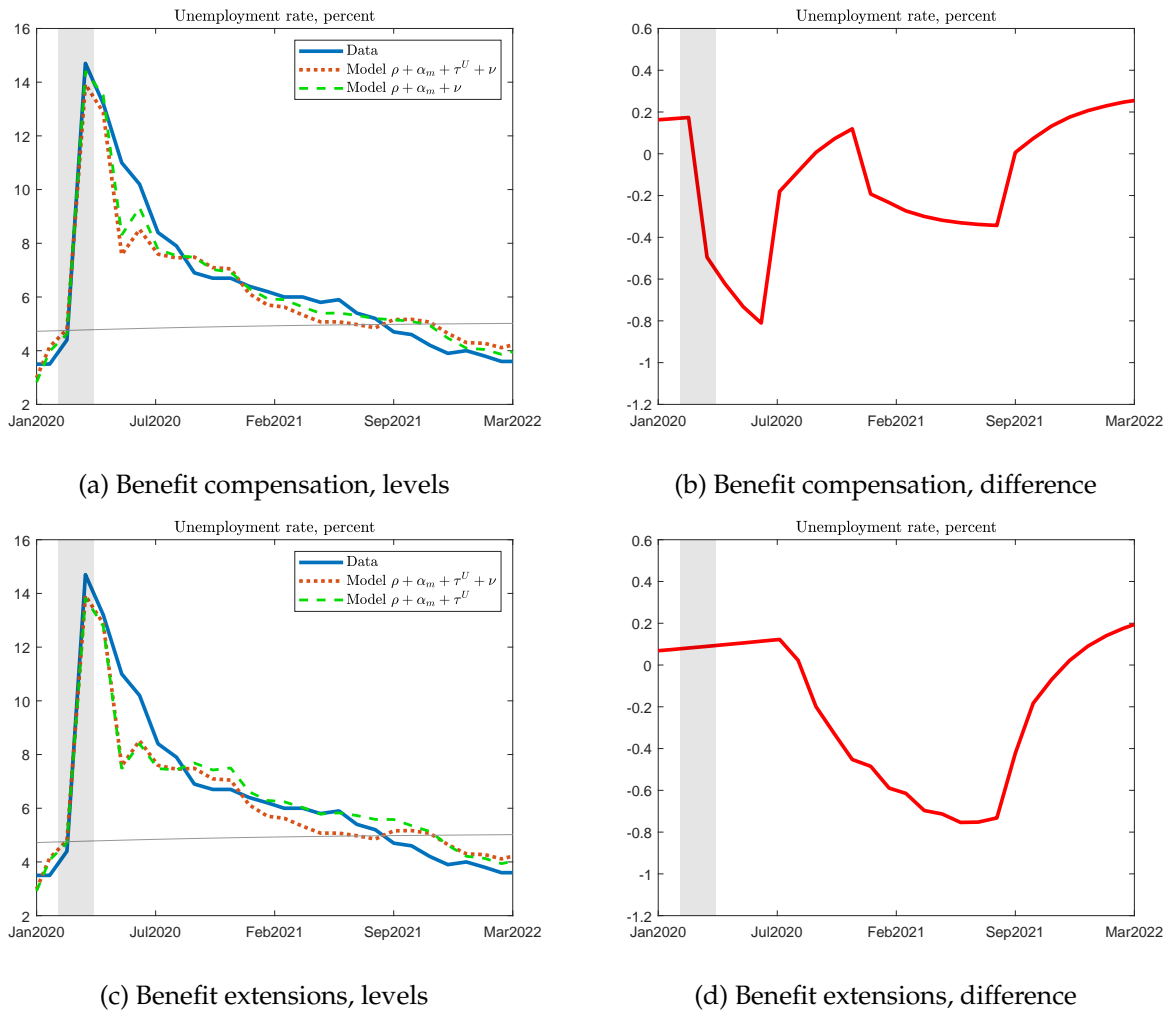 Unemployment rate, percent
16
14
12
10
8
6
4
2
Data
Model ρ + α_m + τ^U + ν
Model ρ + α_m + ν
Jan2020 Jul2020 Feb2021 Sep2021 Mar2022
(a) Benefit compensation, levels
Unemployment rate, percent
0.6
0.4
0.2
0
-0.2
-0.4
-0.6
-0.8
-1
-1.2
Jan2020 Jul2020 Feb2021 Sep2021 Mar2022
(b) Benefit compensation, difference
Unemployment rate, percent
16
14
12
10
8
6
4
2
Data
Model ρ + α_m + τ^U + ν
Model ρ + α_m + τ^U
Jan2020 Jul2020 Feb2021 Sep2021 Mar2022
(c) Benefit extensions, levels
Unemployment rate, percent
0.6
0.4
0.2
0
-0.2
-0.4
-0.6
-0.8
-1
-1.2
Jan2020 Jul2020 Feb2021 Sep2021 Mar2022
(d) Benefit extensions, difference